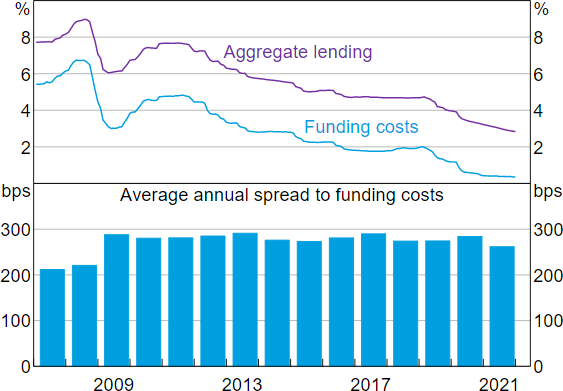 % %
8 8
Aggregate lending
6 6
4 4
Funding costs
2 2
bps bps
Average annual spread to funding costs
300 300
200 200
100 100
0 0
2009 2013 2017 2021